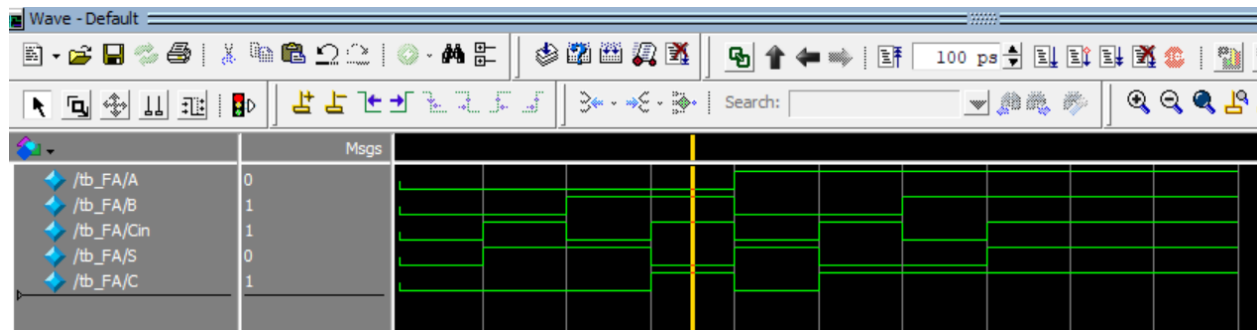 Wave - Default
100 ps
Search:
Msgs
/tb_FA/A 0
/tb_FA/B 1
/tb_FA/Cin 1
/tb_FA/S 0
/tb_FA/C 1